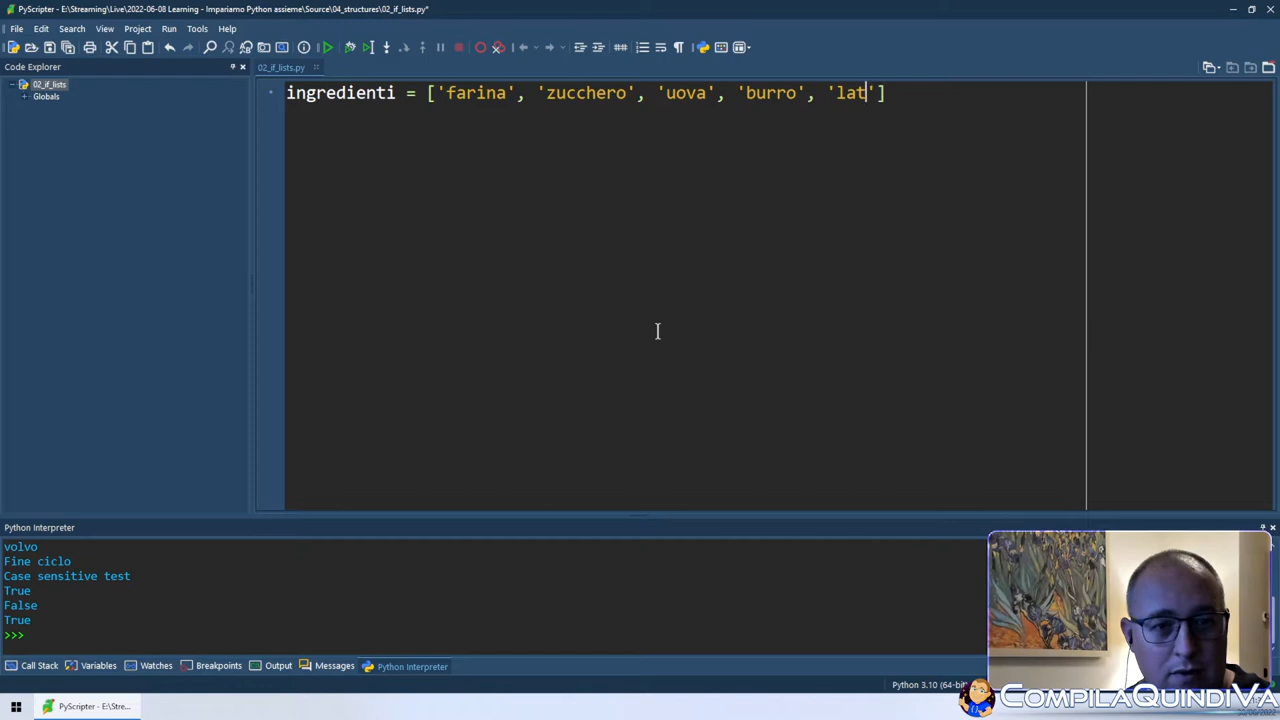 PyScripter - E:\Streaming\Live\2022-06-08 Learning - Impariamo Python assieme\Source\04_structures\02_if_lists.py*
File Edit Search View Project Run Tools Help
Code Explorer
02_if_lists.py
02_if_lists
Globals
ingredienti = ['farina', 'zucchero', 'uova', 'burro', 'lat']
Python Interpreter
volvo
Fine ciclo
Case sensitive test
True
False
True
>>>
Call Stack Variables Watches Breakpoints Output Messages Python Interpreter
Python 3.10 (64-bit)
COMPILAQUINDIVA
PyScripter - E:\Stre...